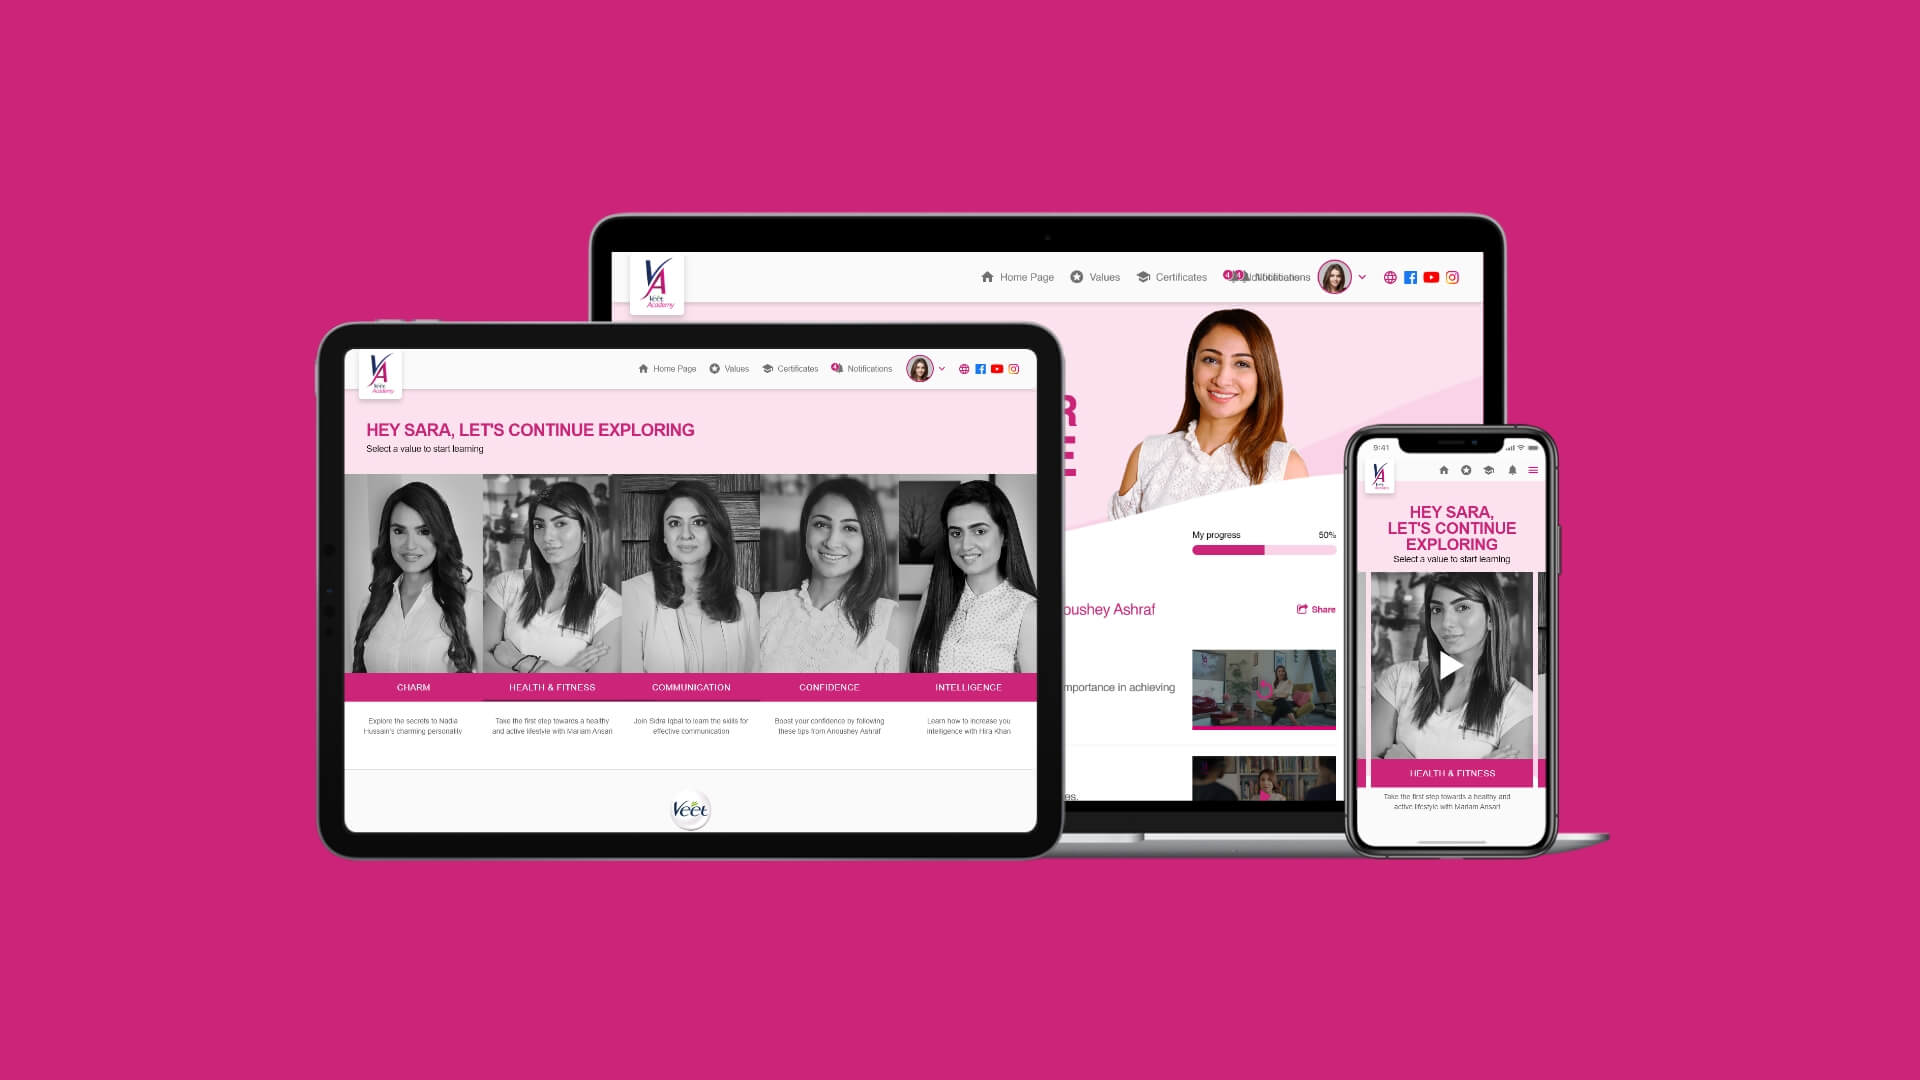 VA
Veet
Academy
Home Page
Values
Certificates
Notifications
R
E
My progress
50%
oushey Ashraf
Share
mportance in achieving
es.
VA
Veet
Academy
Home Page
Values
Certificates
4
Notifications
HEY SARA, LET'S CONTINUE EXPLORING
Select a value to start learning
CHARM
HEALTH & FITNESS
COMMUNICATION
CONFIDENCE
INTELLIGENCE
Explore the secrets to Nadia
Hussain's charming personality
Take the first step towares a healthy
and active lifestyle with Mariam Ansari
Join Sidra Iqbal to learn the skills for
effective communication
Boost your confidence by following
these tips from Anoushey Ashraf
Learn how to increase you
intelligence with Hira Khan
Veet
9:41
VA
HEY SARA,
LET'S CONTINUE
EXPLORING
Select a value to start learning
HEALTH & FITNESS
Take the first step towards a healthy and
active lifestyle with Mariam Ansari